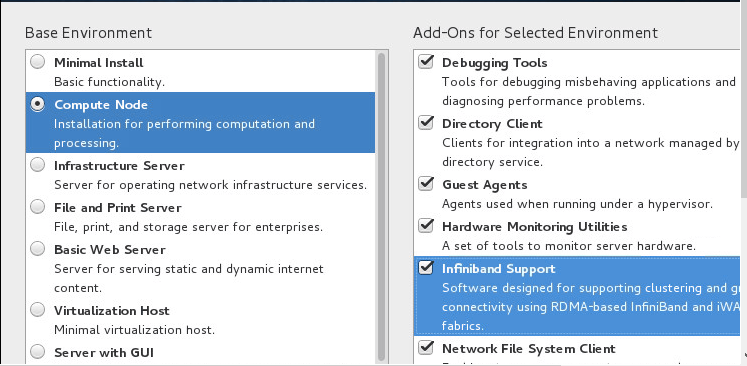 Base Environment
Minimal Install
Basic functionality.
Compute Node
Installation for performing computation and
processing.
Infrastructure Server
Server for operating network infrastructure services.
File and Print Server
File, print, and storage server for enterprises.
Basic Web Server
Server for serving static and dynamic internet
content.
Virtualization Host
Minimal virtualization host.
Server with GUI
Add-Ons for Selected Environment
Debugging Tools
Tools for debugging misbehaving applications and
diagnosing performance problems.
Directory Client
Clients for integration into a network managed by
directory service.
Guest Agents
Agents used when running under a hypervisor.
Hardware Monitoring Utilities
A set of tools to monitor server hardware.
Infiniband Support
Software designed for supporting clustering and
connectivity using RDMA-based InfiniBand and
fabrics.
Network File System Client